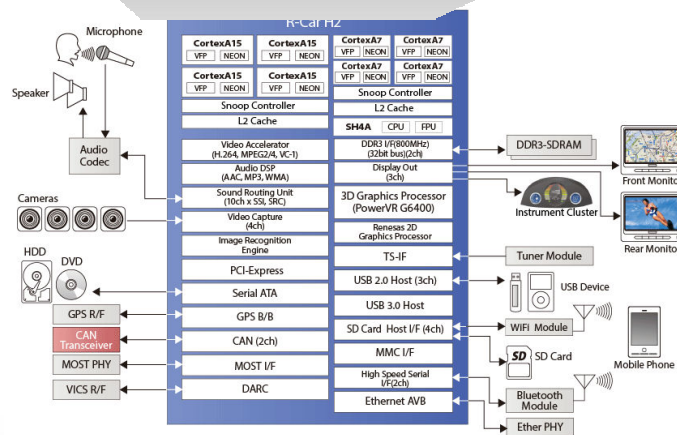 R-Car H2
Microphone
Speaker
Audio
Codec
Cameras
HDD
DVD
GPS R/F
CAN
Transceiver
MOST PHY
VICS R/F
CortexA15
VFP NEON
CortexA15
VFP NEON
CortexA15
VFP NEON
CortexA15
VFP NEON
Snoop Controller
L2 Cache
Video Accelerator
(H.264, MPEG2/4, VC-1)
Audio DSP
(AAC, MP3, WMA)
Sound Routing Unit
(10ch x SSI, SRC)
Video Capture
(4ch)
Image Recognition
Engine
PCI-Express
Serial ATA
GPS B/B
CAN (2ch)
MOST I/F
DARC
CortexA7
VFP NEON
CortexA7
VFP NEON
CortexA7
VFP NEON
CortexA7
VFP NEON
Snoop Controller
L2 Cache
SH4A CPU FPU
DDR3 I/F(800MHz)
(32bit bus)(2ch)
Display Out
(3ch)
3D Graphics Processor
(PowerVR G6400)
Renesas 2D
Graphics Processor
TS-IF
USB 2.0 Host (3ch)
USB 3.0 Host
SD Card Host I/F (4ch)
MMC I/F
High Speed Serial
I/F(2ch)
Ethernet AVB
DDR3-SDRAM
Front Monito
Instrument Cluster
Rear Monito
Tuner Module
USB Device
WiFi Module
SD SD Card
Mobile Phone
Bluetooth
Module
Ether PHY